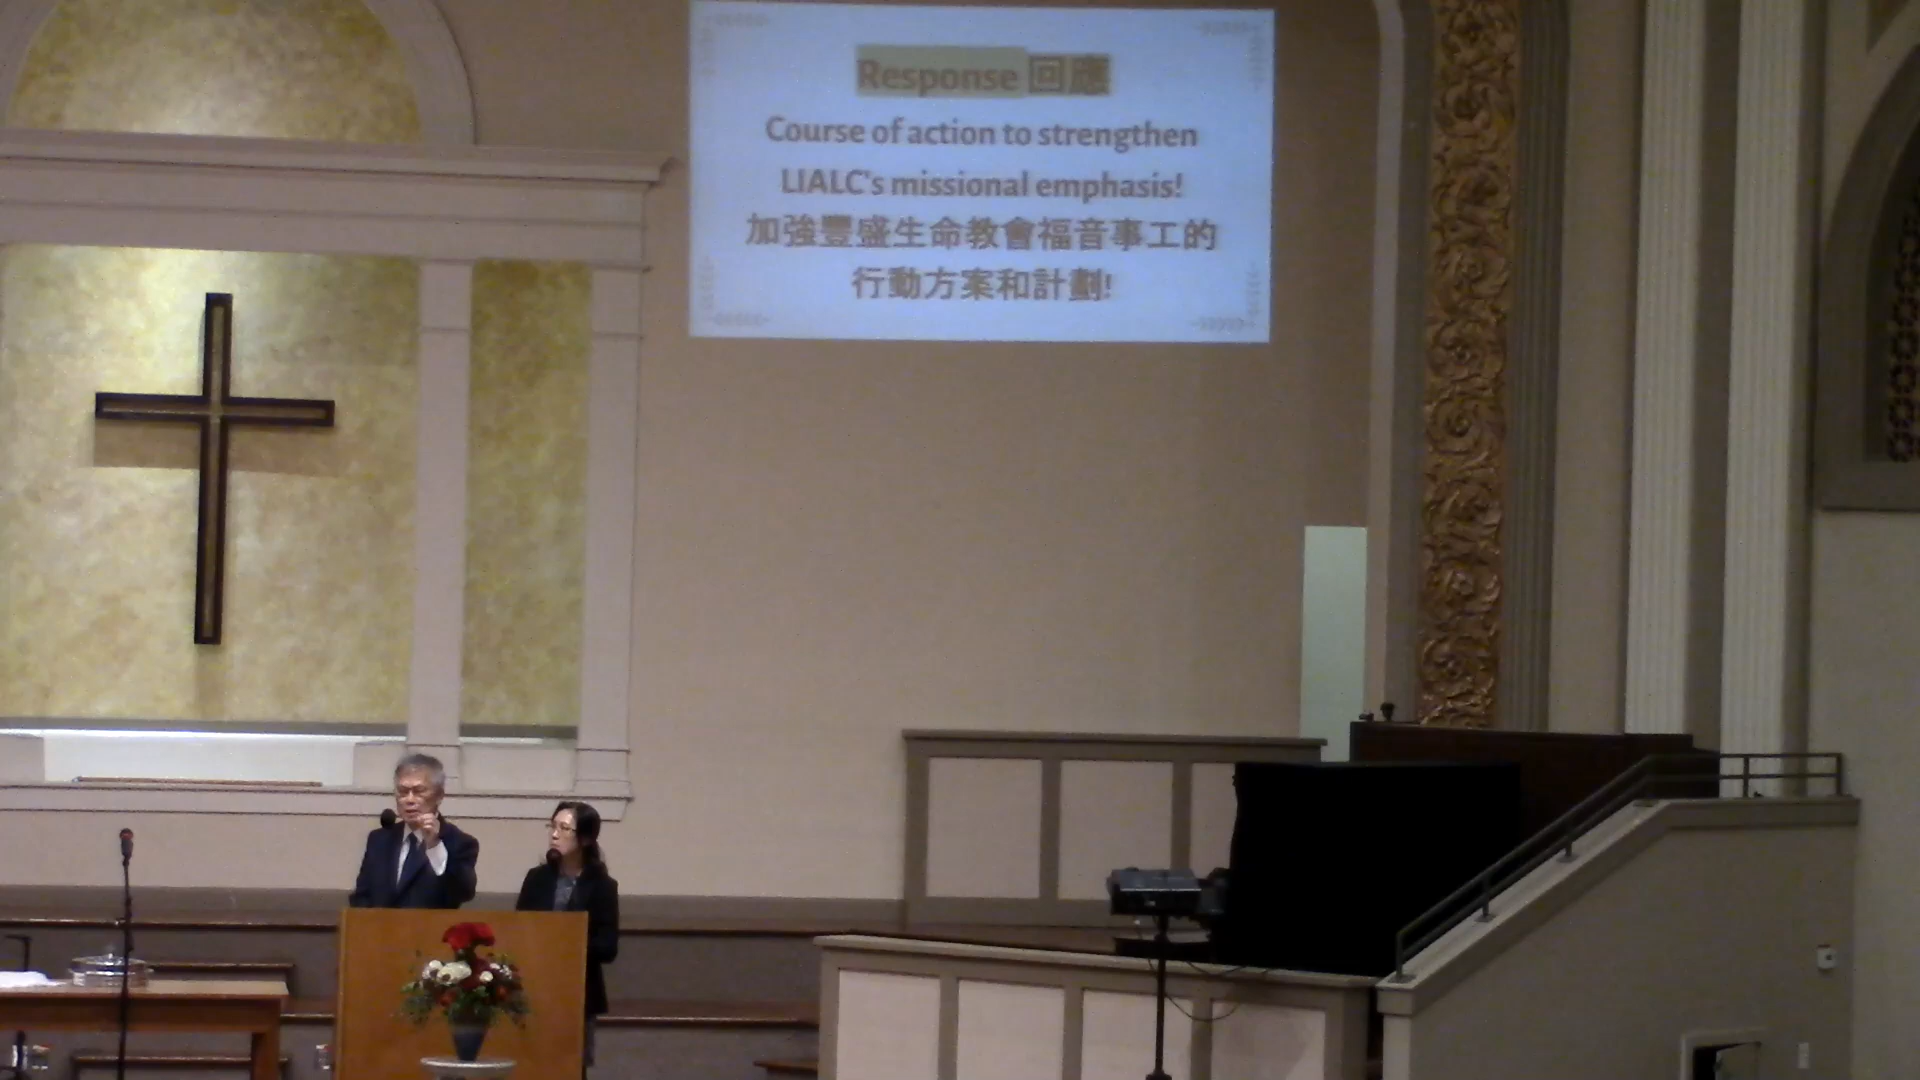 Response 回應
Course of action to strengthen
LIALC's missional emphasis!
加強豐盛生命教會福音事工的
行動方案和計劃!